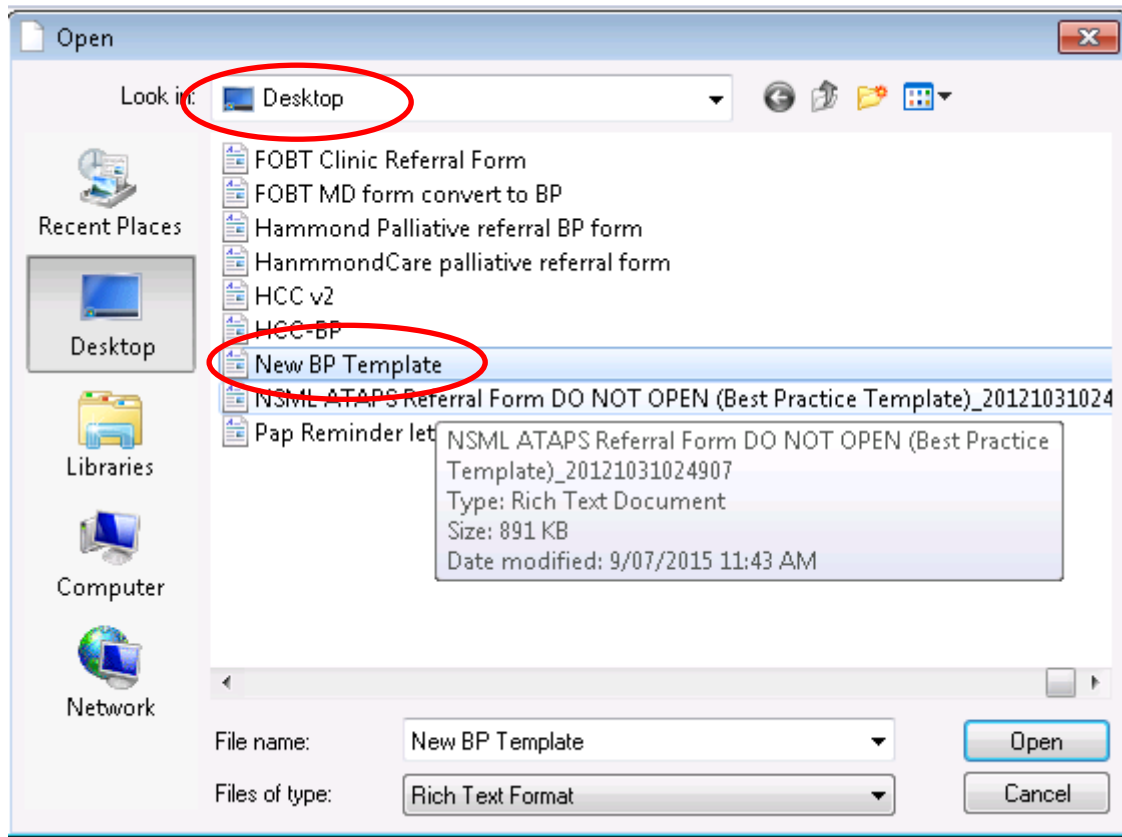 Open
Look in: Desktop
Recent Places
Desktop
Libraries
Computer
Network
FOBT Clinic Referral Form
FOBT MD form convert to BP
Hammond Palliative referral BP form
HanmmondCare palliative referral form
HCC v2
HCC-BP
New BP Template
NSML ATAPS Referral Form DO NOT OPEN (Best Practice Template)_20121031024
Pap Reminder let
NSML ATAPS Referral Form DO NOT OPEN (Best Practice
Template)_20121031024907
Type: Rich Text Document
Size: 891 KB
Date modified: 9/07/2015 11:43 AM
File name: New BP Template Open
Files of type: Rich Text Format Cancel